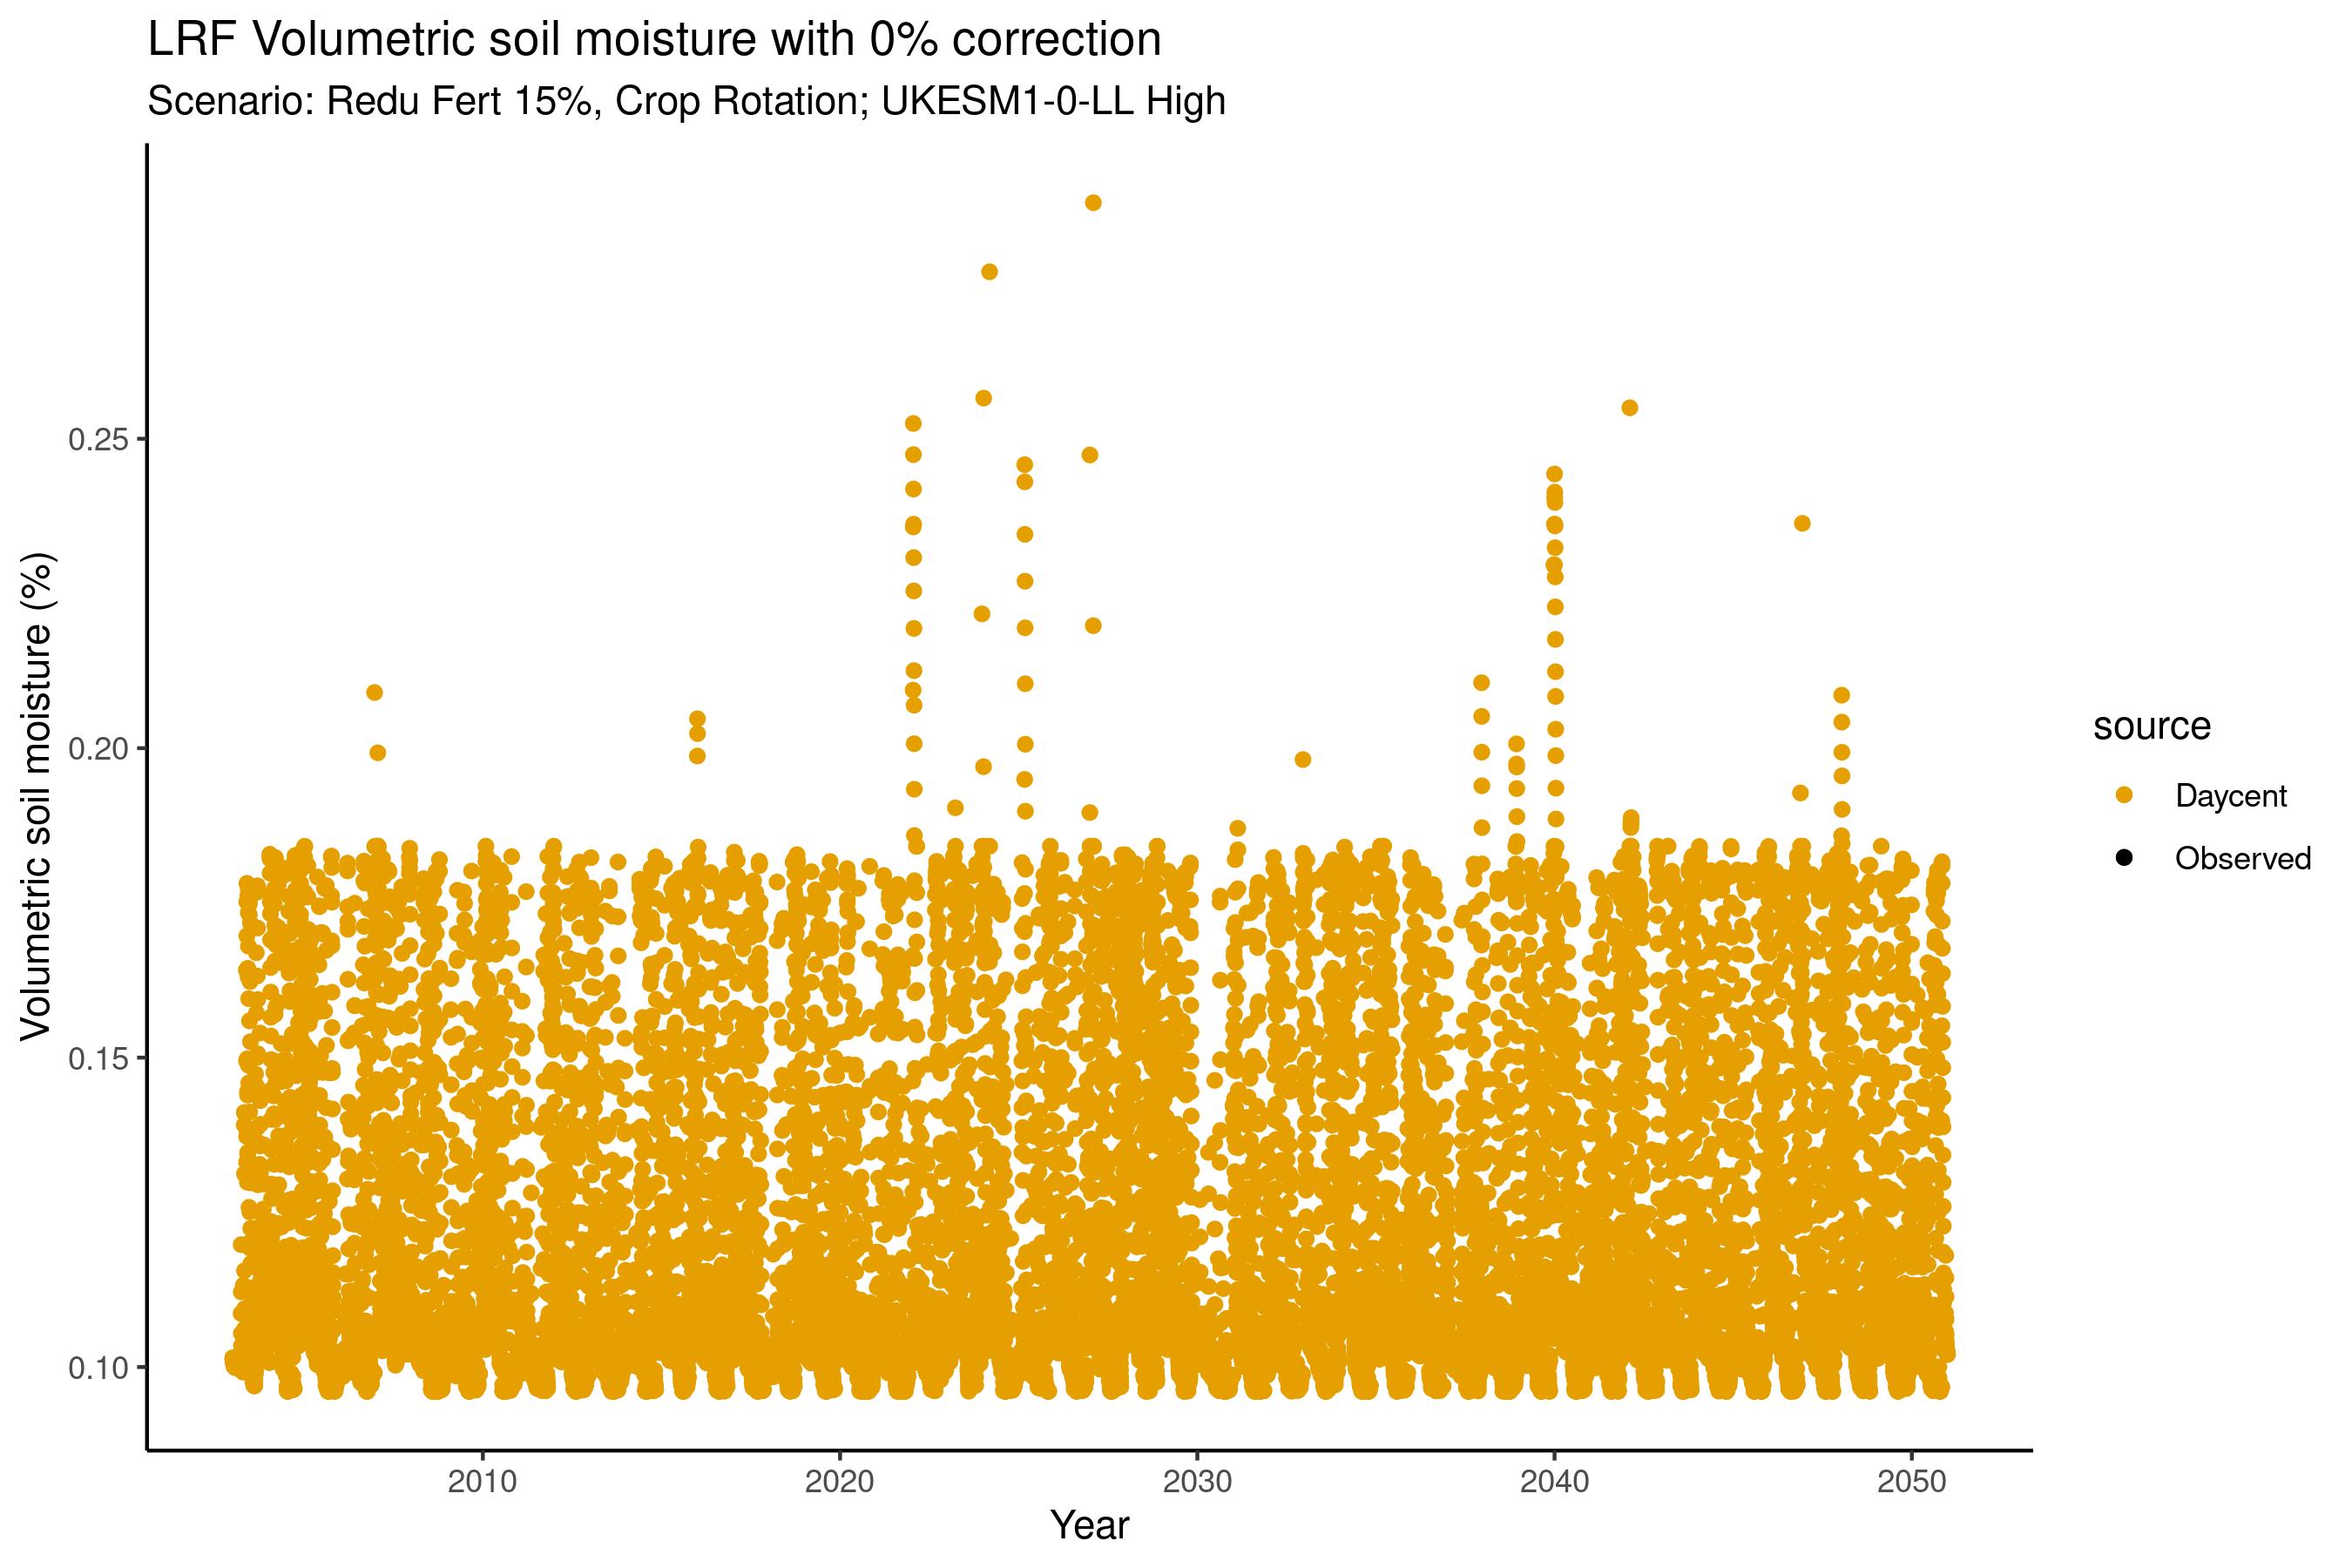 LRF Volumetric soil moisture with 0% correction
Scenario: Redu Fert 15%, Crop Rotation; UKESM1-0-LL High
Volumetric soil moisture (%)
0.25
0.20
0.15
0.10
2010
2020
2030
2040
2050
Year
source
Daycent
Observed